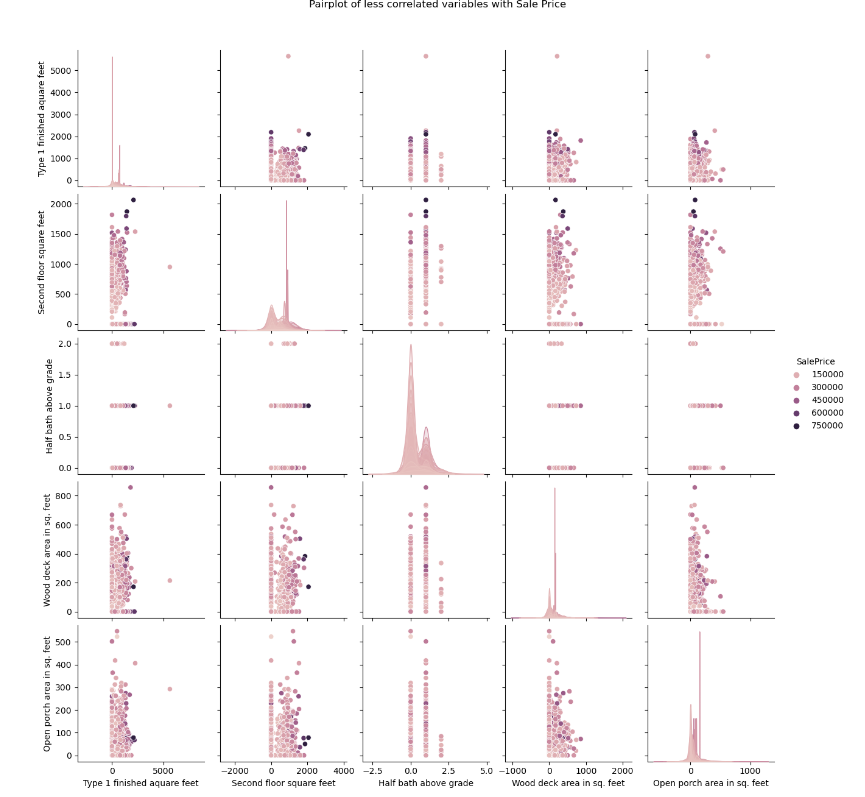 Pairplot of less correlated variables with Sale Price
Type 1 finished aquare feet
5000
4000
3000
2000
1000
0
Second floor square feet
2000
1500
1000
500
0
Half bath above grade
2.0
1.5
1.0
0.5
0.0
SalePrice
150000
300000
450000
600000
750000
Wood deck area in sq. feet
800
600
400
200
0
Open porch area in sq. feet
500
400
300
200
100
0
0 5000
−2000 0 2000 4000
−2.5 0.0 2.5 5.0
−1000 0 1000 2000
0 1000
Type 1 finished aquare feet
Second floor square feet
Half bath above grade
Wood deck area in sq. feet
Open porch area in sq. feet